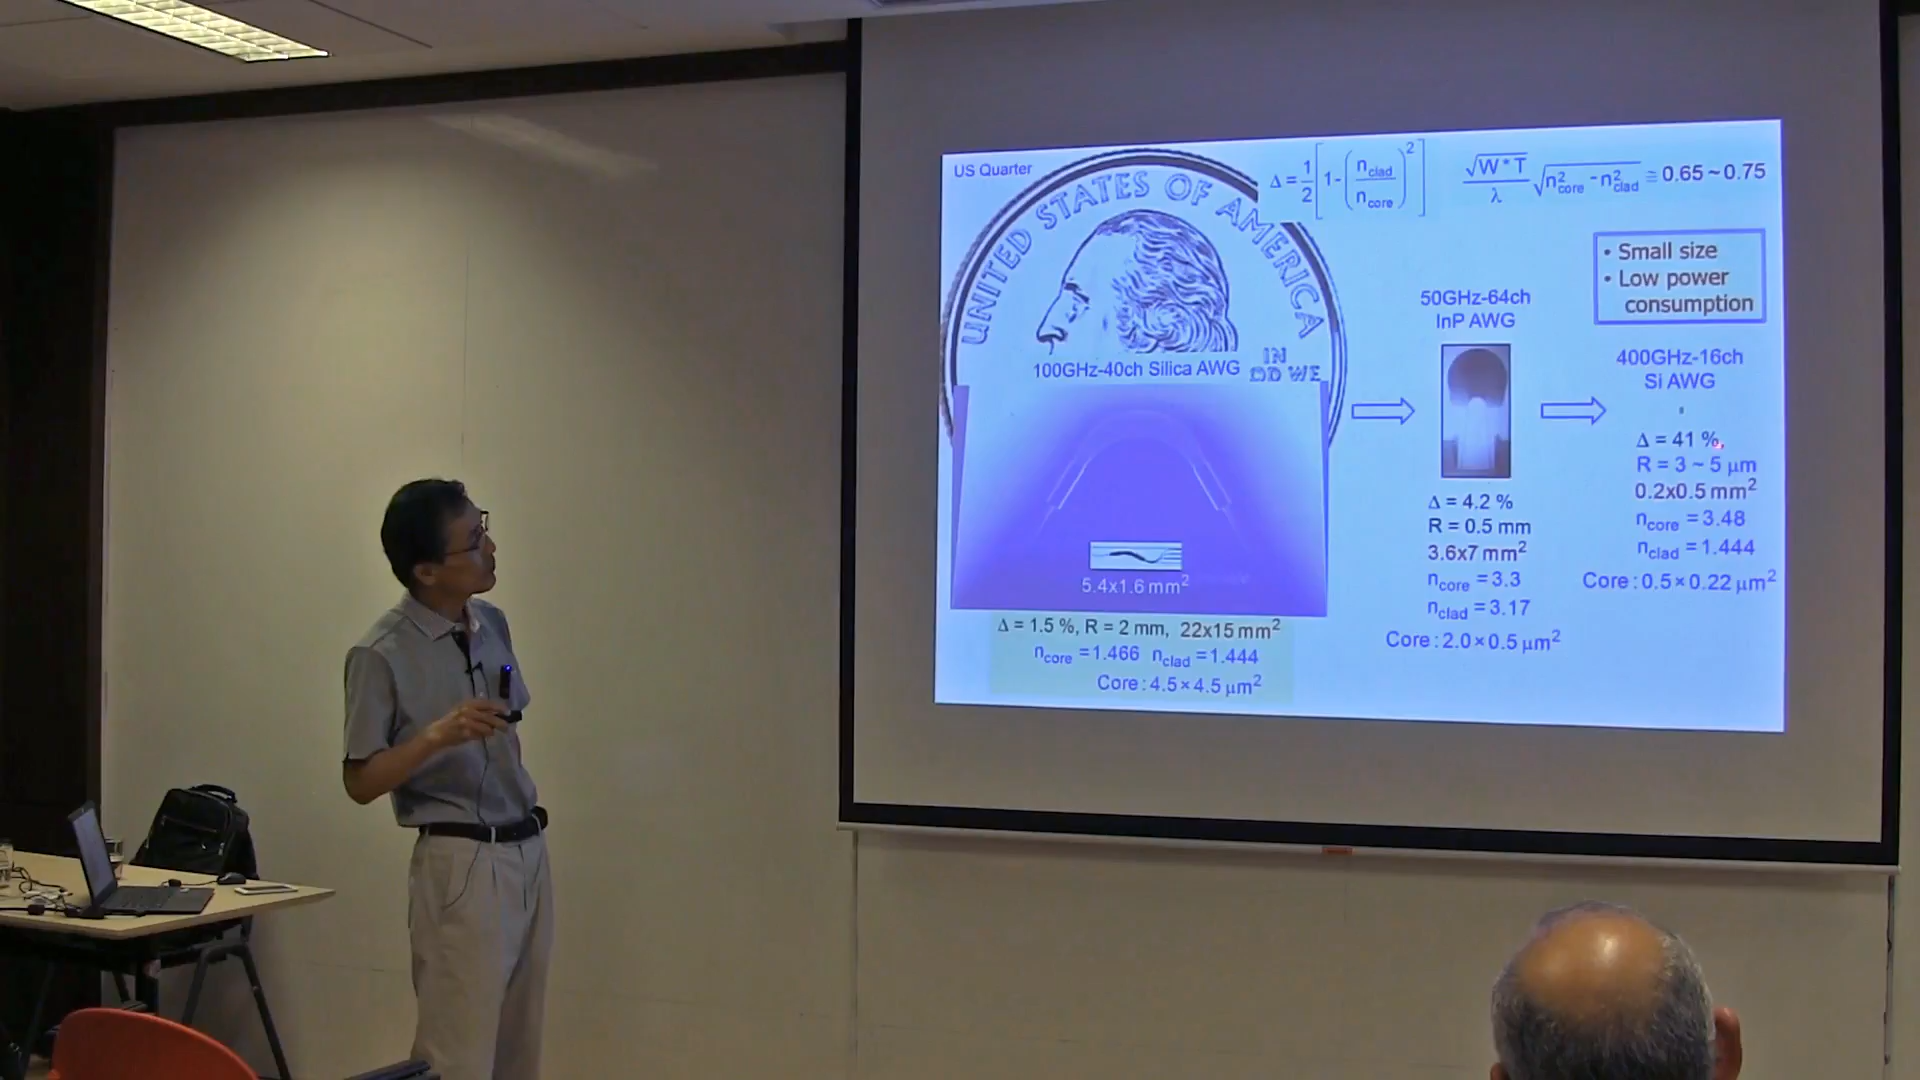 US Quarter
UNITED STATES OF AMERICA
IN
DD WE
Δ = 1/2 [ 1 - ( n_clad / n_core )² ]
√W*T / λ √n²_core - n²_clad ≅ 0.65 ~ 0.75
• Small size
• Low power
consumption
100GHz-40ch Silica AWG
5.4x1.6 mm²
Δ = 1.5 %, R = 2 mm, 22x15 mm²
n_core =1.466 n_clad =1.444
Core : 4.5 × 4.5 μm²
50GHz-64ch
InP AWG
Δ = 4.2 %
R = 0.5 mm
3.6x7 mm²
n_core =3.3
n_clad =3.17
Core : 2.0 × 0.5 μm²
400GHz-16ch
Si AWG
Δ = 41 %,
R = 3 ~ 5 μm
0.2x0.5 mm²
n_core =3.48
n_clad =1.444
Core : 0.5 × 0.22 μm²